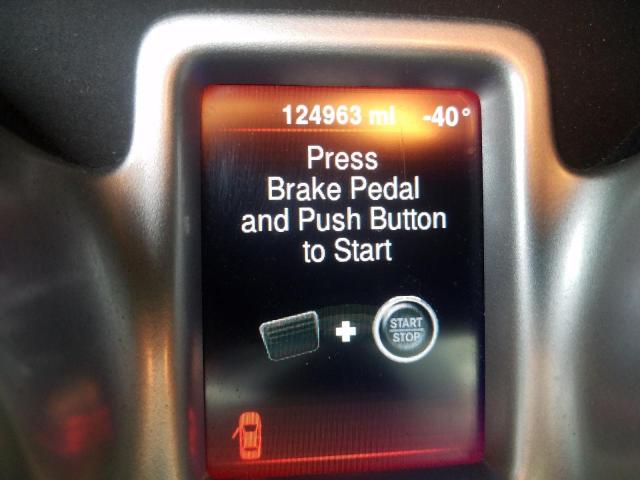 124963 mi -40°
Press
Brake Pedal
and Push Button
to Start
START
STOP